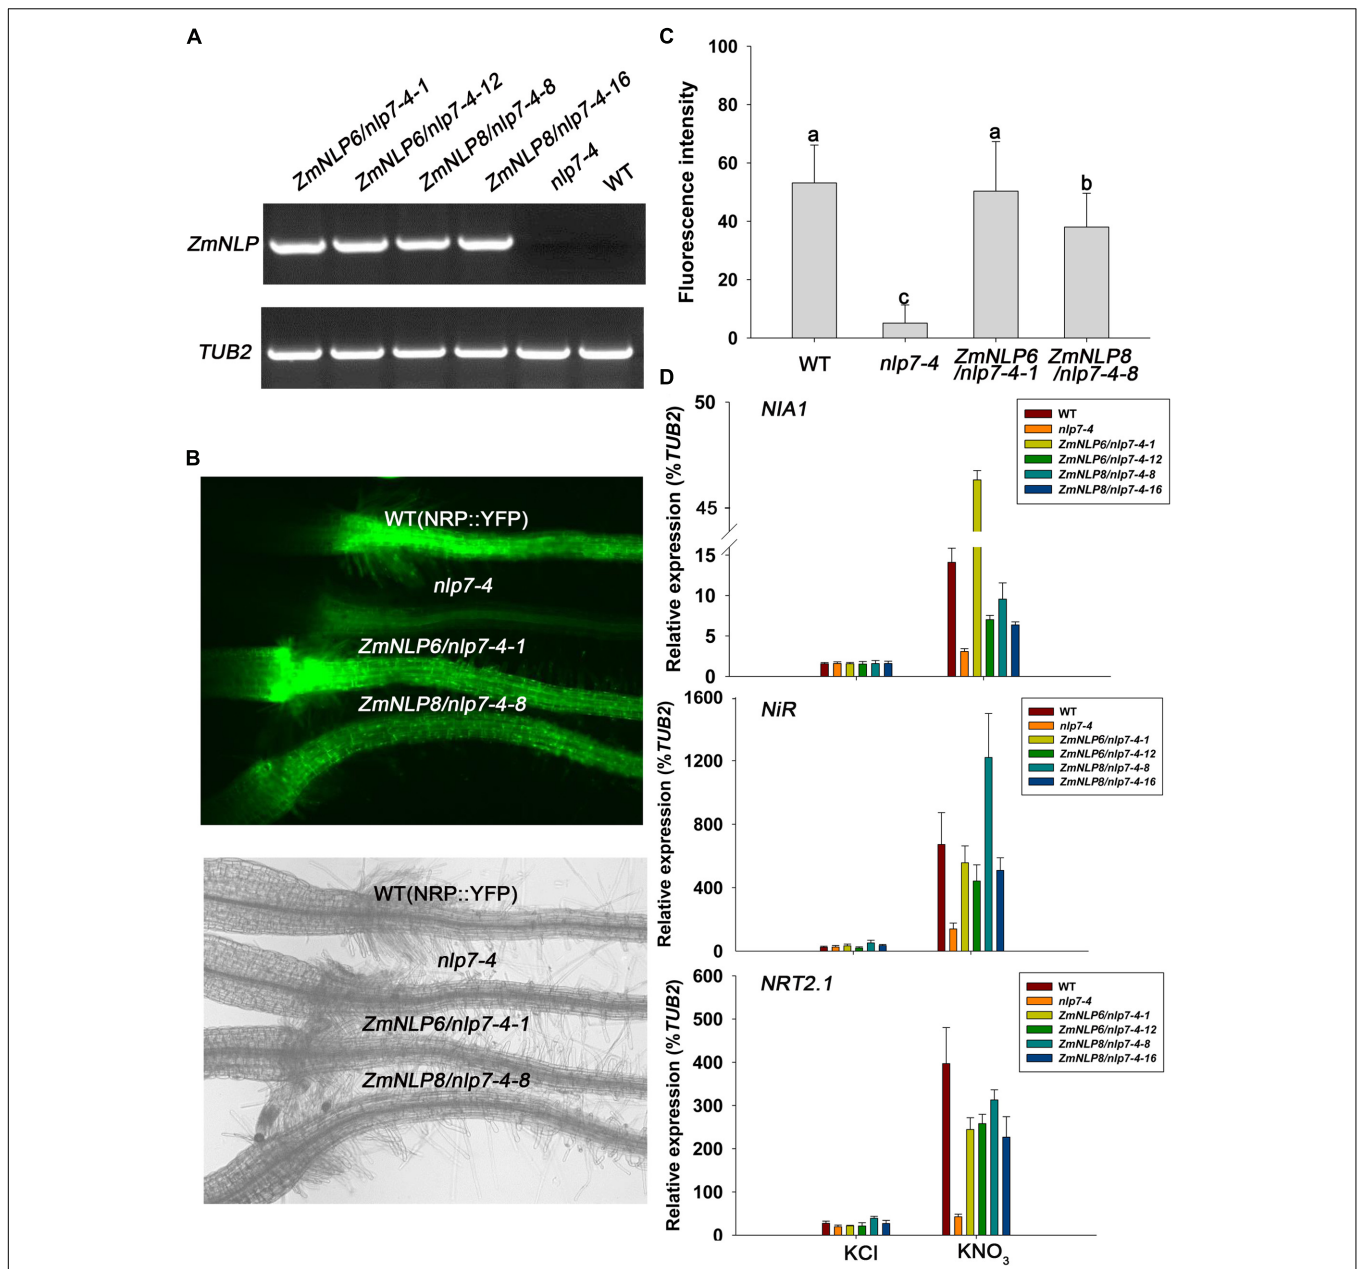 A
ZmNLP6/nlp7-4-1
ZmNLP6/nlp7-4-12
ZmNLP8/nlp7-4-8
ZmNLP8/nlp7-4-16
nlp7-4
WT
ZmNLP
TUB2
B
WT(NRP::YFP)
nlp7-4
ZmNLP6/nlp7-4-1
ZmNLP8/nlp7-4-8
WT(NRP::YFP)
nlp7-4
ZmNLP6/nlp7-4-1
ZmNLP8/nlp7-4-8
C
Fluorescence intensity
100
80
60
40
20
0
a
c
a
b
WT
nlp7-4
ZmNLP6
/nlp7-4-1
ZmNLP8
/nlp7-4-8
D
Relative expression (%TUB2)
50
45
15
10
5
0
NIA1
WT
nlp7-4
ZmNLP6/nlp7-4-1
ZmNLP6/nlp7-4-12
ZmNLP8/nlp7-4-8
ZmNLP8/nlp7-4-16
Relative expression (%TUB2)
1600
1200
800
400
0
NiR
WT
nlp7-4
ZmNLP6/nlp7-4-1
ZmNLP6/nlp7-4-12
ZmNLP8/nlp7-4-8
ZmNLP8/nlp7-4-16
Relative expression (%TUB2)
600
500
400
300
200
100
0
NRT2.1
WT
nlp7-4
ZmNLP6/nlp7-4-1
ZmNLP6/nlp7-4-12
ZmNLP8/nlp7-4-8
ZmNLP8/nlp7-4-16
KCl
KNO3